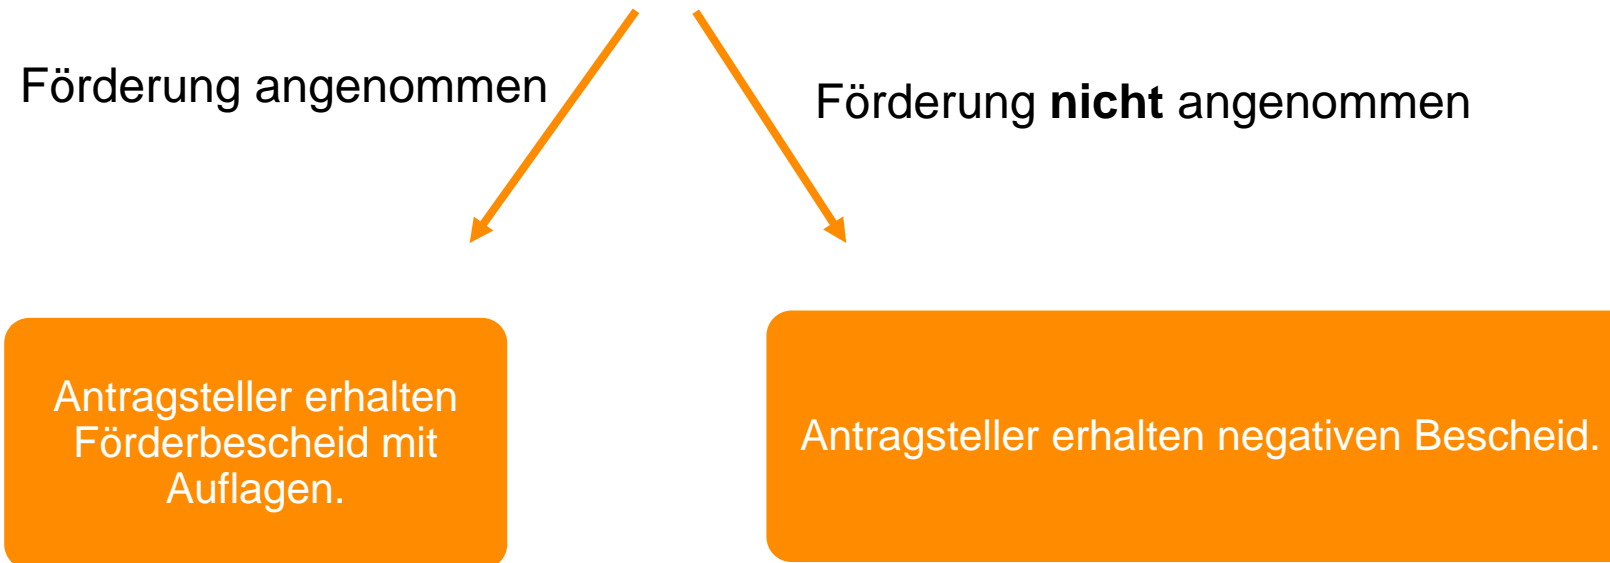 Förderung angenommen
Förderung nicht angenommen
Antragsteller erhalten
Förderbescheid mit
Auflagen.
Antragsteller erhalten negativen Bescheid.